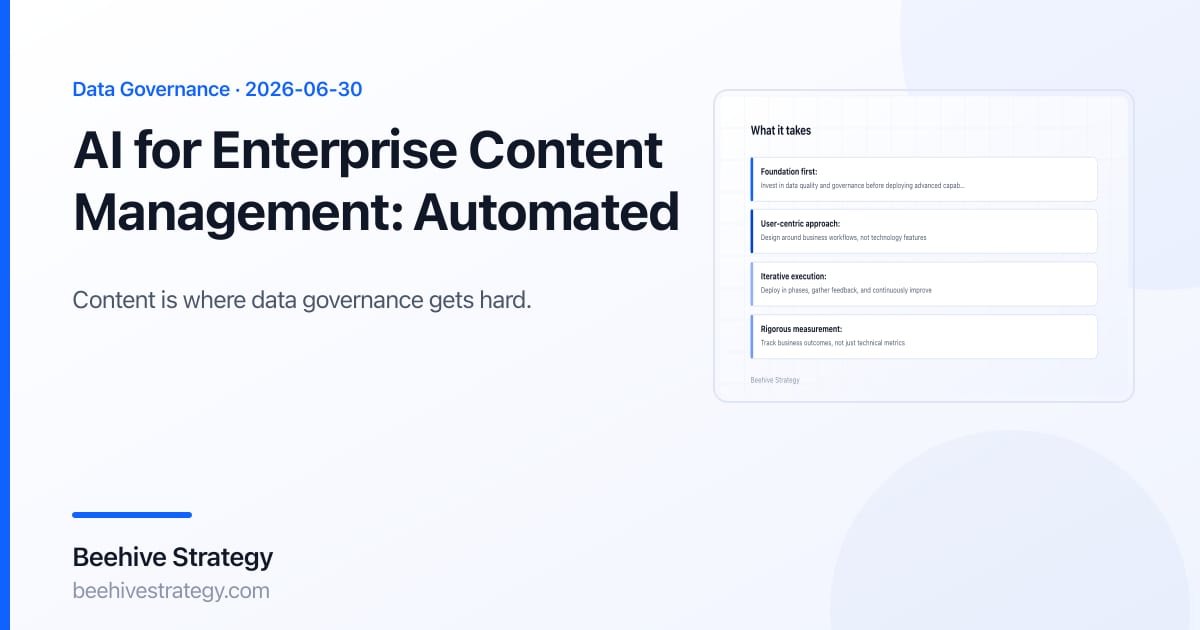 Data Governance · 2026-06-30
AI for Enterprise Content
Management: Automated
Content is where data governance gets hard.
What it takes
Foundation first:
Invest in data quality and governance before deploying advanced capab...
User-centric approach:
Design around business workflows, not technology features
Iterative execution:
Deploy in phases, gather feedback, and continuously improve
Rigorous measurement:
Track business outcomes, not just technical metrics
Beehive Strategy
Beehive Strategy
beehivestrategy.com